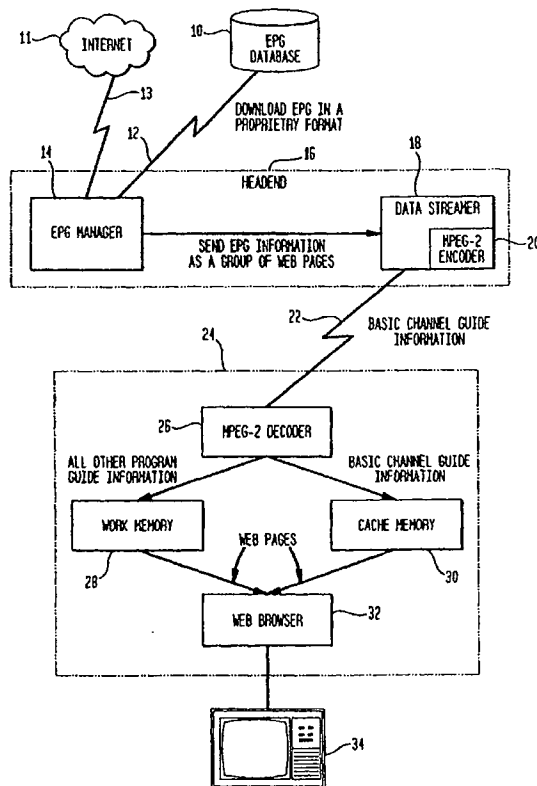 11
INTERNET
13
10
EPG
DATABASE
DOWNLOAD EPG IN A
PROPRIETRY FORMAT
12
14
16
HEADEND
18
EPG MANAGER
SEND EPG INFORMATION
AS A GROUP OF WEB PAGES
DATA STREAMER
MPEG-2
ENCODER
20
22
BASIC CHANNEL GUIDE
INFORMATION
24
26
MPEG-2 DECODER
ALL OTHER PROGRAM
GUIDE INFORMATION
BASIC CHANNEL GUIDE
INFORMATION
WORK MEMORY
WEB PAGES
CACHE MEMORY
28
30
WEB BROWSER
32
34